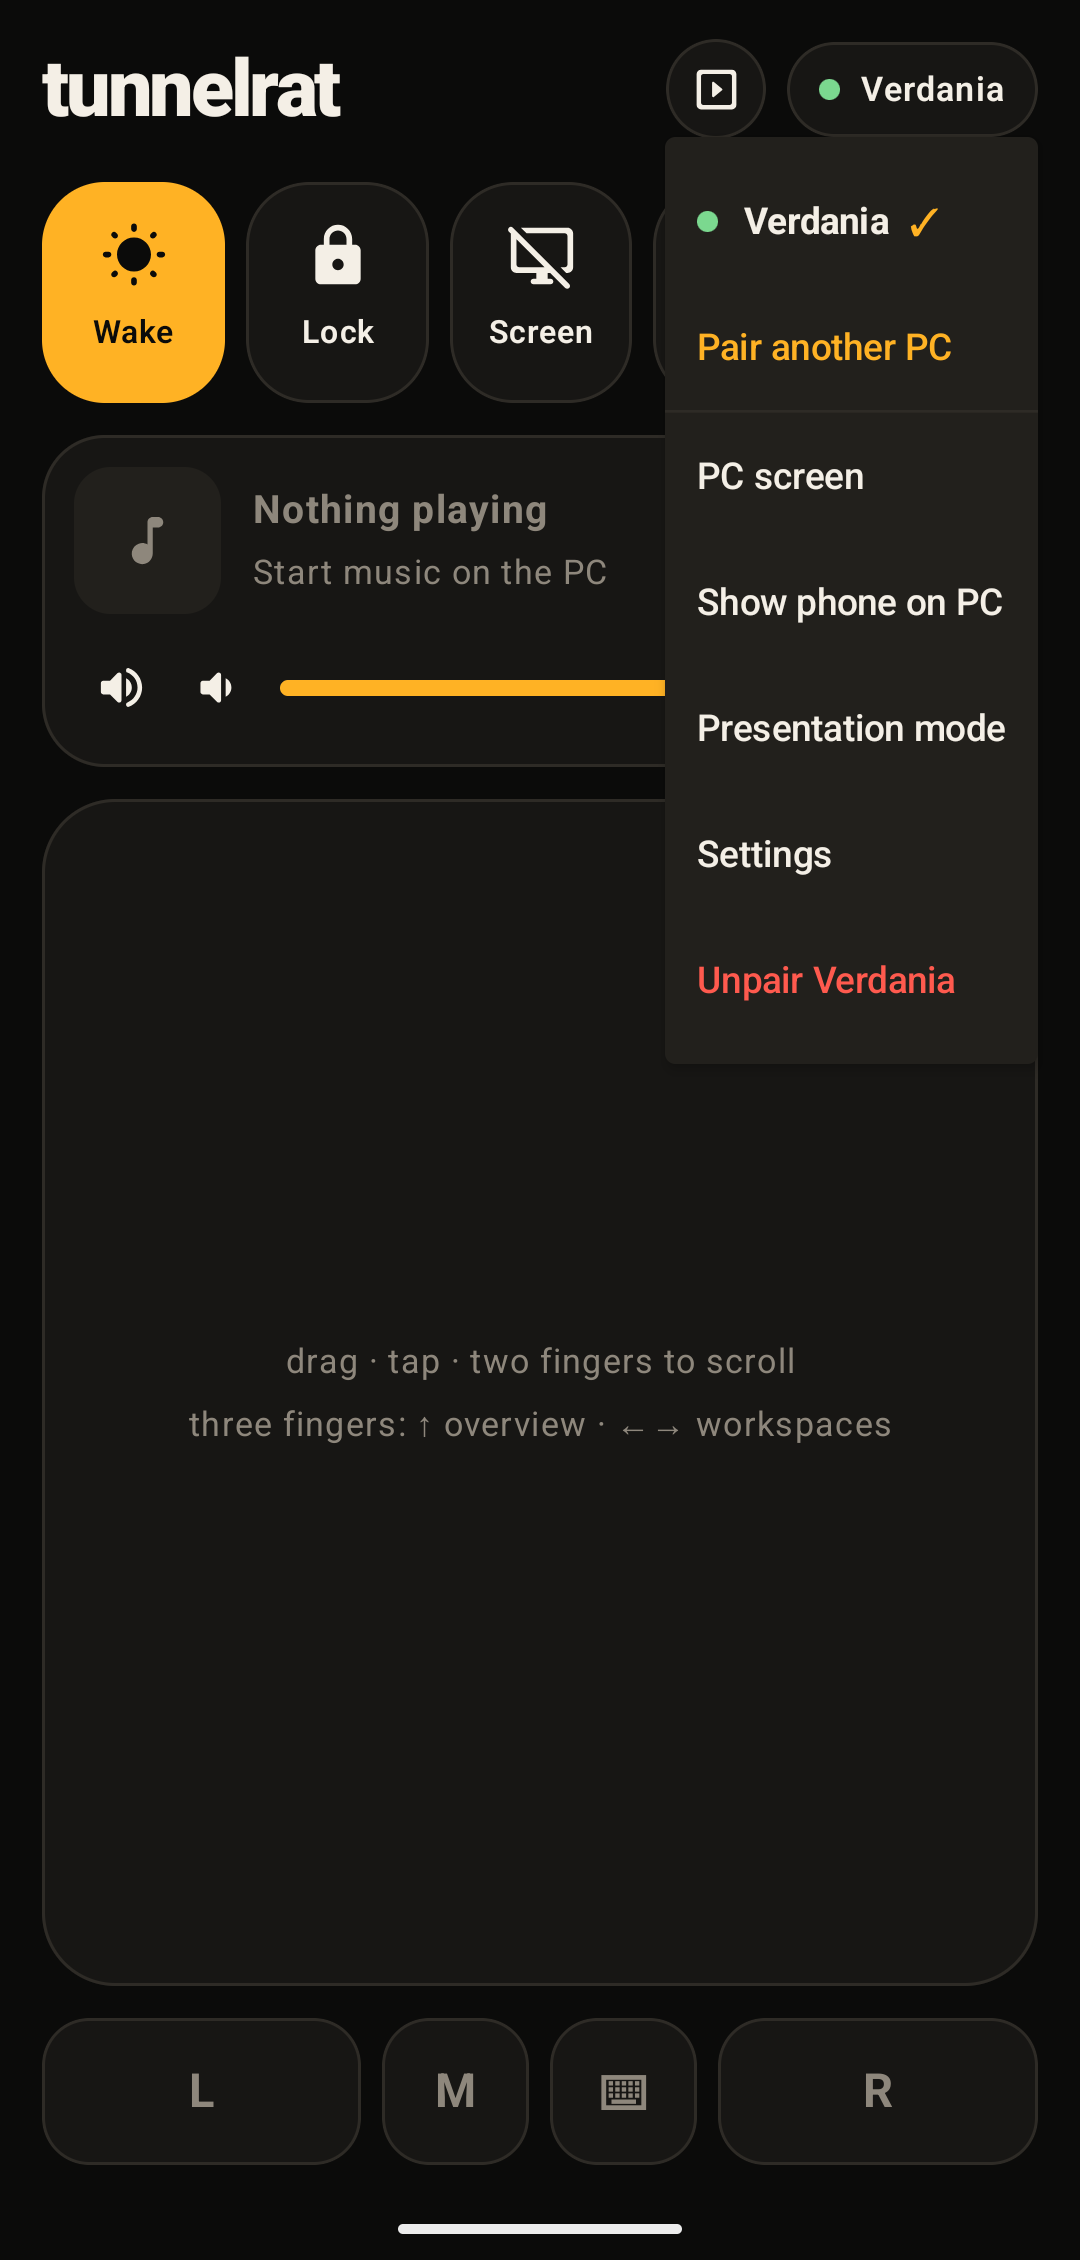 tunnelrat
Verdania
Wake
Lock
Screen
Verdania ✓
Pair another PC
PC screen
Show phone on PC
Presentation mode
Settings
Unpair Verdania
Nothing playing
Start music on the PC
drag · tap · two fingers to scroll
three fingers: ↑ overview · ←→ workspaces
L
M
R